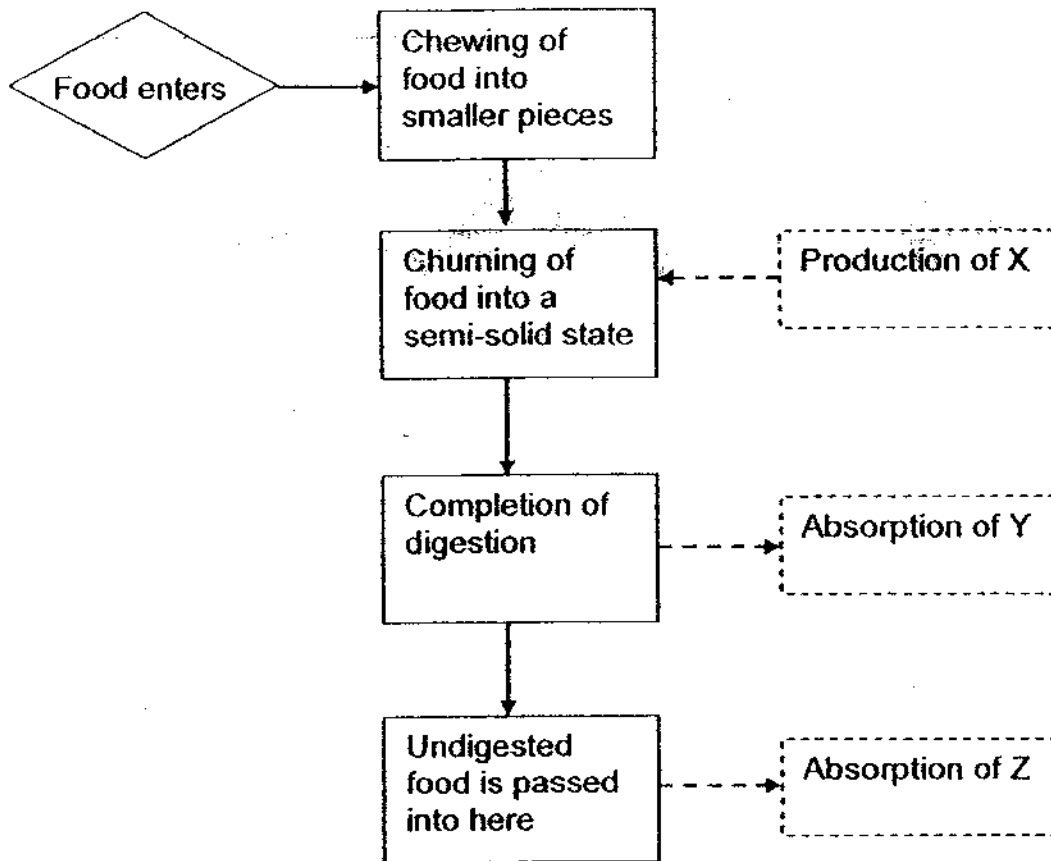 Food enters
Chewing of
food into
smaller pieces
Churning of
food into a
semi-solid state
Production of X
Completion of
digestion
Absorption of Y
Undigested
food is passed
into here
Absorption of Z